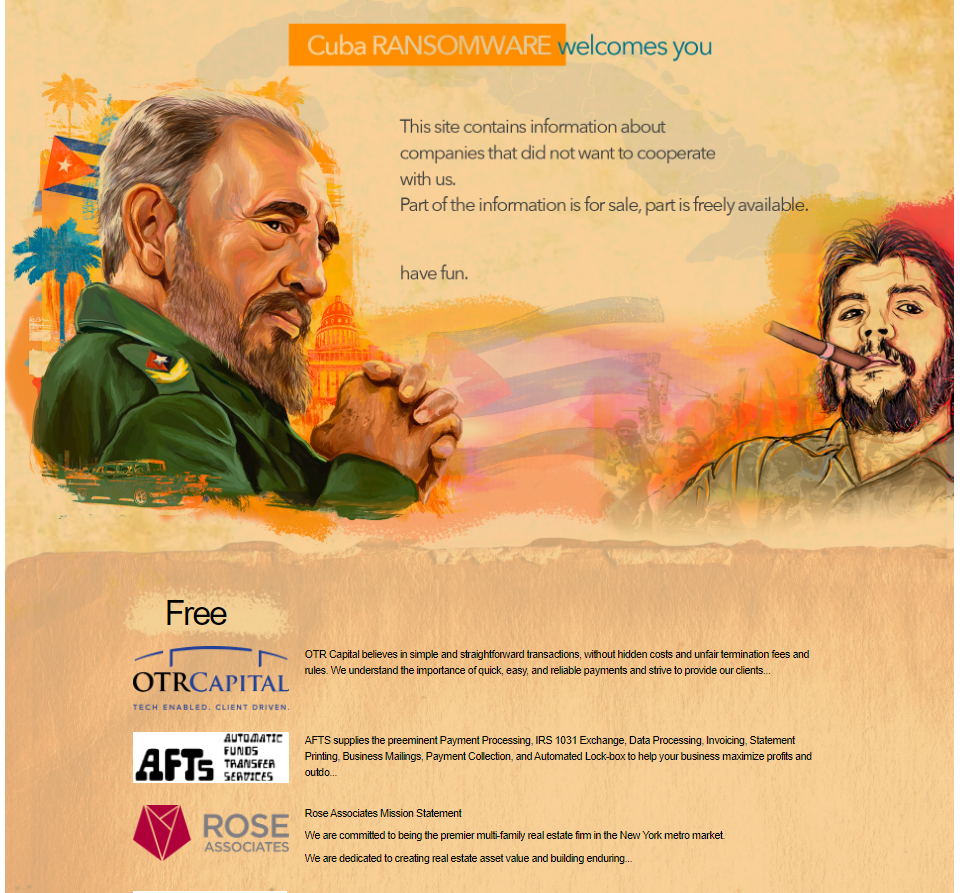 Cuba RANSOMWARE welcomes you
This site contains information about
companies that did not want to cooperate
with us.
Part of the information is for sale, part is freely available.
have fun.
Free
OTRCAPITAL
TECH ENABLED. CLIENT DRIVEN.
OTR Capital believes in simple and straightforward transactions, without hidden costs and unfair termination fees and
rules. We understand the importance of quick, easy, and reliable payments and strive to provide our clients...
AFTS
AUTOMATIC
FUNDS
TRANSFER
SERVICES
AFTS supplies the preeminent Payment Processing, IRS 1031 Exchange, Data Processing, Invoicing, Statement
Printing, Business Mailings, Payment Collection, and Automated Lock-box to help your business maximize profits and
outdo...
ROSE
ASSOCIATES
Rose Associates Mission Statement
We are committed to being the premier multi-family real estate firm in the New York metro market.
We are dedicated to creating real estate asset value and building enduring...